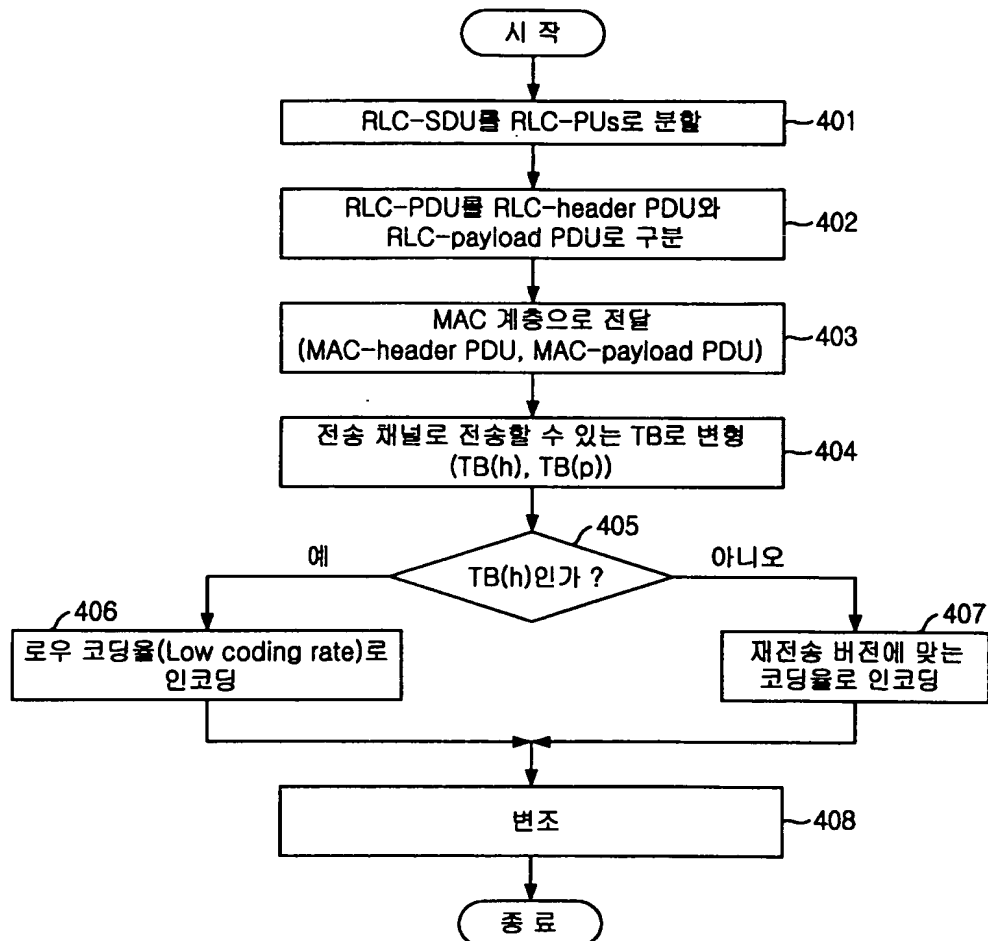 시 작
RLC-SDU를 RLC-PUs로 분할
401
RLC-PDU를 RLC-header PDU와
RLC-payload PDU로 구분
402
MAC 계층으로 전달
(MAC-header PDU, MAC-payload PDU)
403
전송 채널로 전송할 수 있는 TB로 변형
(TB(h), TB(p))
404
405
예
TB(h)인가 ?
아니오
406
로우 코딩율(Low coding rate)로
인코딩
407
재전송 버전에 맞는
코딩율로 인코딩
변조
408
종 료